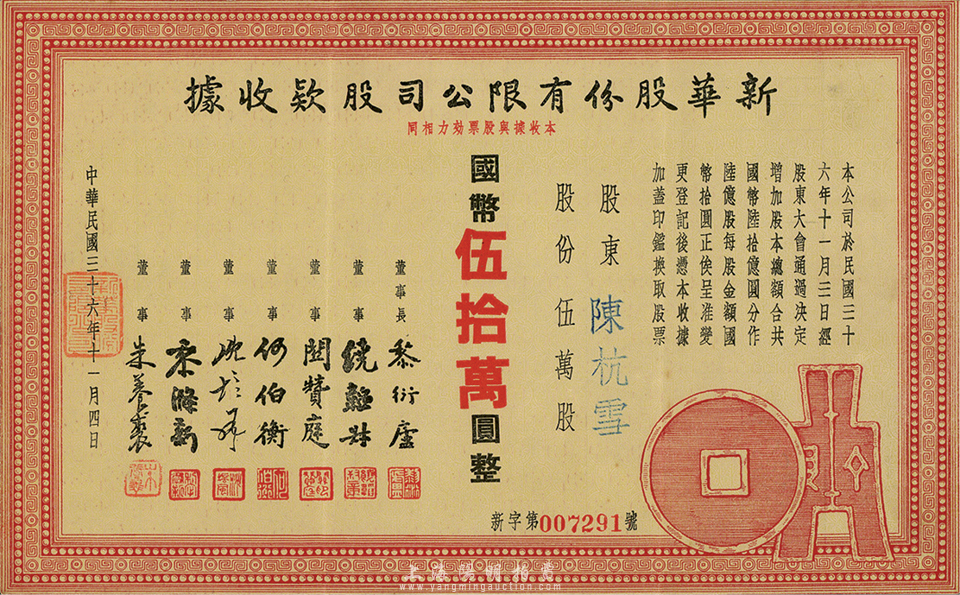 新華股份有限公司股款收據
本收據與股票効力相同
本公司於民國三十
六年十一月三日經
股東大會通過決定
增加股本總額合共
國幣陸拾億圓分作
陸億股每股金額國
幣拾圓正俟呈准變
更登記後憑本收據
加蓋印鑑換取股票
股東 陳杭雪
股份伍萬股
國幣伍拾萬圓整
董事長
董事
董事 閻贊庭
董事 何伯衡
董事
董事
董事
中華民國三十六年十一月四日
新字第007291號
www.yangmingauction.com